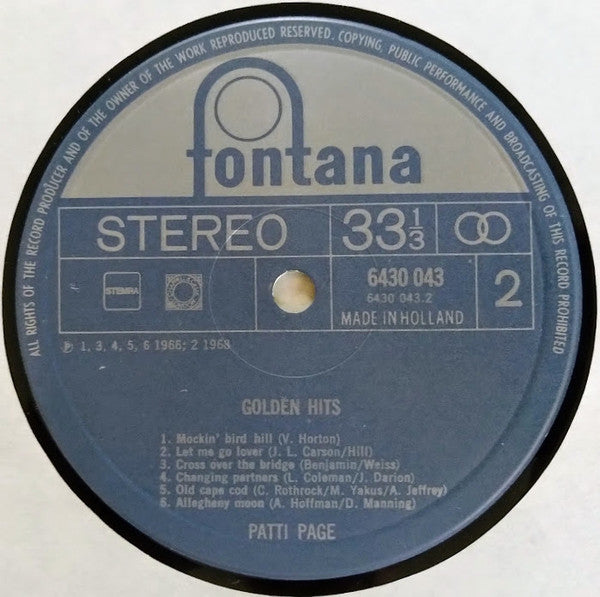 ALL RIGHTS OF THE RECORD PRODUCER AND OF THE OWNER OF THE WORK REPRODUCED RESERVED. COPYING, PUBLIC PERFORMANCE AND BROADCASTING OF THIS RECORD PROHIBITED
fontana
STEREO 33⅓
STEMRA 6430 043 2
6430 043.2
MADE IN HOLLAND
℗ 1, 3, 4, 5, 6 1966; 2 1968
GOLDEN HITS
1. Mockin' bird hill (V. Horton)
2. Let me go lover (J. L. Carson/Hill)
3. Cross over the bridge (Benjamin/Weiss)
4. Changing partners (L. Coleman/J. Darion)
5. Old cape cod (C. Rothrock/M. Yakus/A. Jeffrey)
6. Allegheny moon (A. Hoffman/D. Manning)
PATTI PAGE